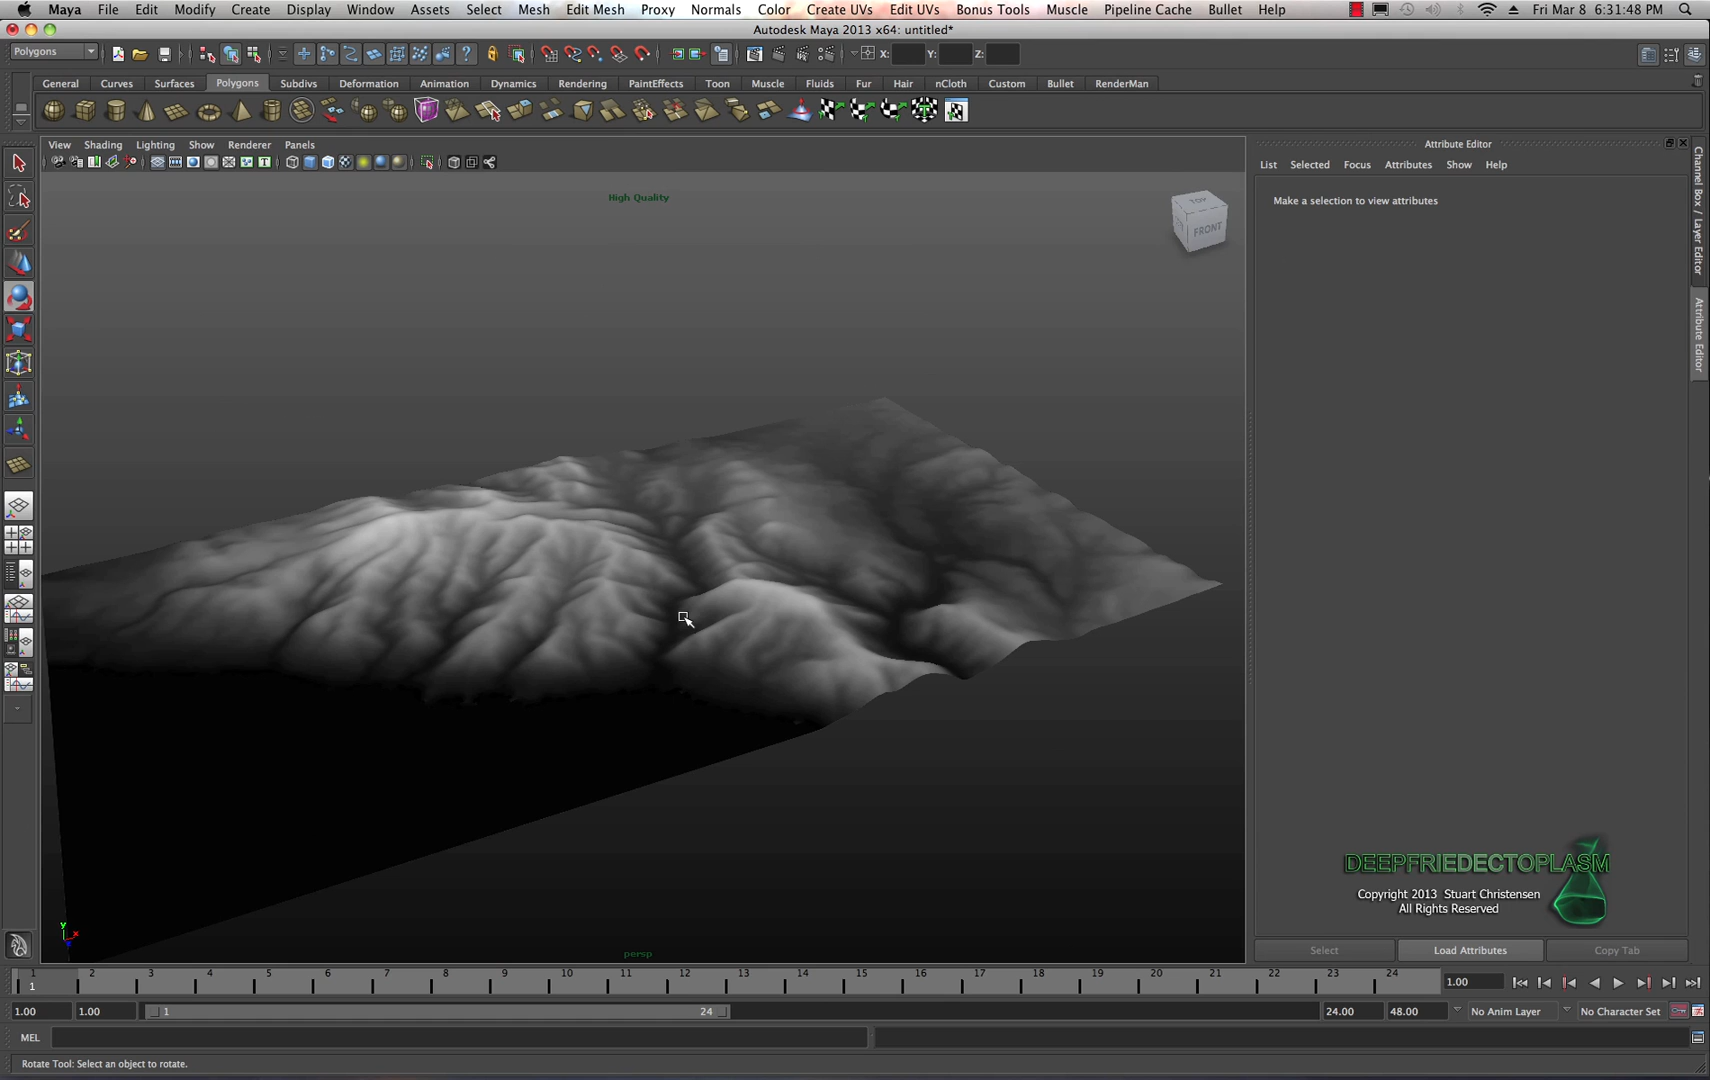 Maya File Edit Modify Create Display Window Assets Select Mesh Edit Mesh Proxy Normals Color Create UVs Edit UVs Bonus Tools Muscle Pipeline Cache Bullet Help Fri Mar 8 6:31:48 PM
Autodesk Maya 2013 x64: untitled*
Polygons X: Y: Z:
General Curves Surfaces Polygons Subdivs Deformation Animation Dynamics Rendering PaintEffects Toon Muscle Fluids Fur Hair nCloth Custom Bullet RenderMan
View Shading Lighting Show Renderer Panels
Attribute Editor
List Selected Focus Attributes Show Help
Make a selection to view attributes
High Quality
TOP
FRONT
Channel Box / Layer Editor
Attribute Editor
DEEPFRIEDECTOPLASM
Copyright 2013 Stuart Christensen
All Rights Reserved
y
x
persp
Select Load Attributes Copy Tab
1 2 3 4 5 6 7 8 9 10 11 12 13 14 15 16 17 18 19 20 21 22 23 24
1 1.00
1.00 1.00 1 24 24.00 48.00 No Anim Layer No Character Set
MEL
Rotate Tool: Select an object to rotate.